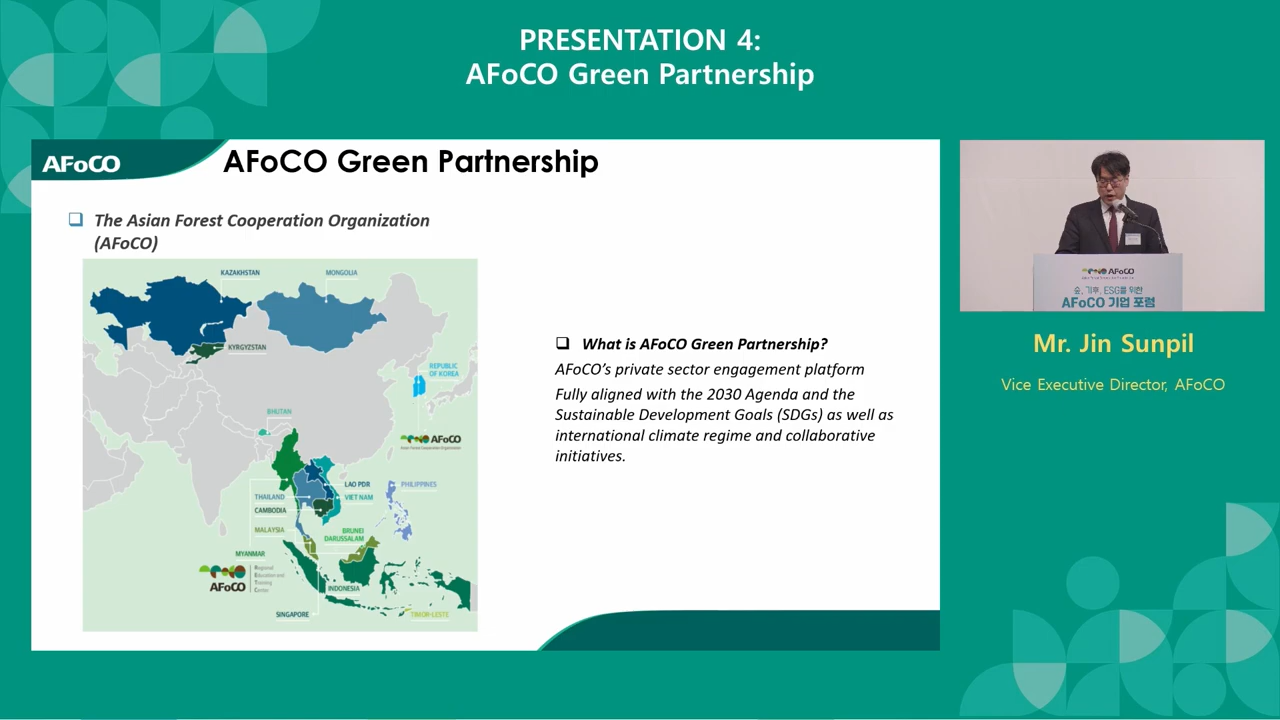 PRESENTATION 4:
AFoCO Green Partnership
AFoCO
AFoCO Green Partnership
The Asian Forest Cooperation Organization
(AFoCO)
KAZAKHSTAN
MONGOLIA
KYRGYZSTAN
REPUBLIC
OF KOREA
BHUTAN
AFoCO
Asian Forest Cooperation Organization
LAO PDR
PHILIPPINES
THAILAND
VIET NAM
CAMBODIA
MALAYSIA
BRUNEI
DARUSSALAM
MYANMAR
AFoCO
Regional
Education and
Training
Center
INDONESIA
SINGAPORE
TIMOR-LESTE
What is AFoCO Green Partnership?
AFoCO's private sector engagement platform
Fully aligned with the 2030 Agenda and the
Sustainable Development Goals (SDGs) as well as
international climate regime and collaborative
initiatives.
AFoCO
숲, 기후, ESG를 위한
AFoCO 기업 포럼
Mr. Jin Sunpil
Vice Executive Director, AFoCO